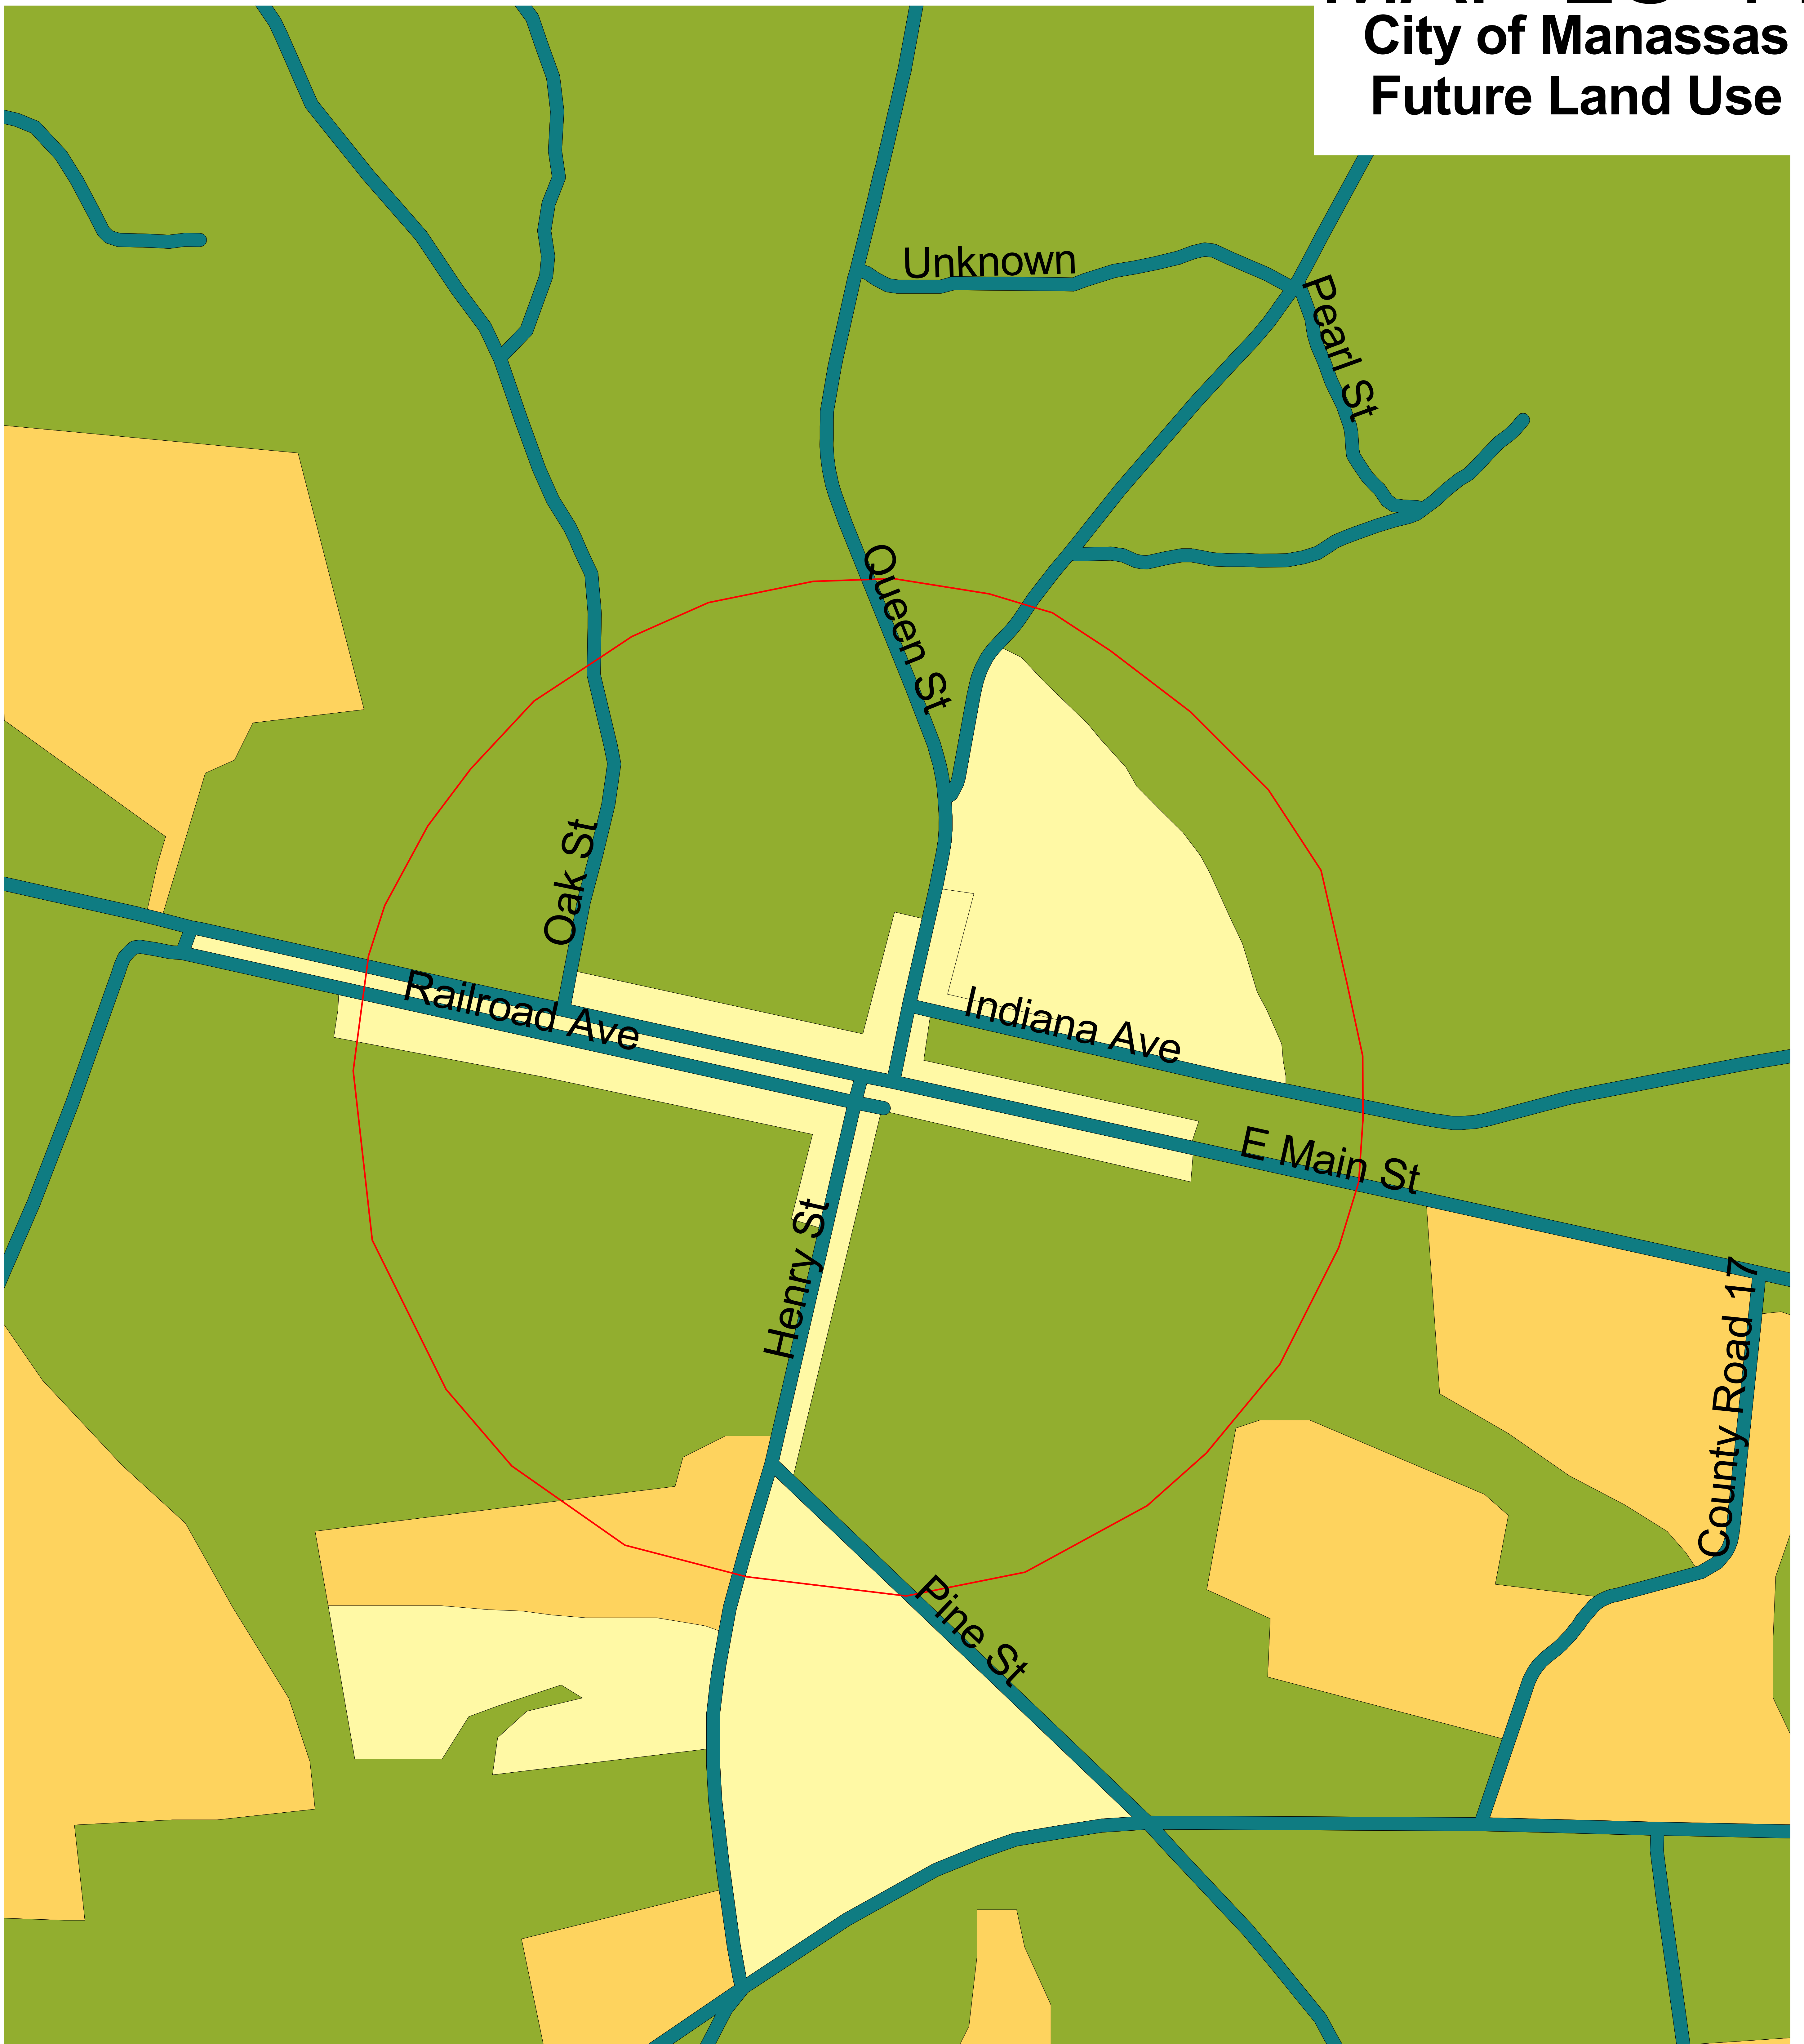 City of Manassas
Future Land Use
Unknown
Pearl St
Queen St
Oak St
Railroad Ave
Indiana Ave
E Main St
Henry St
County Road 17
Pine St